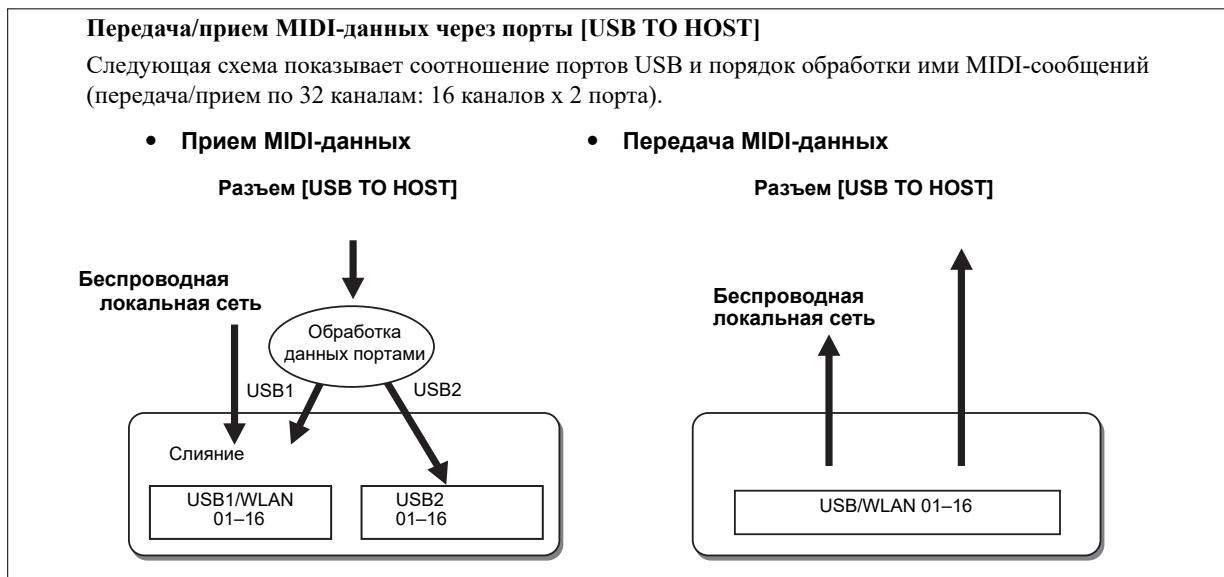 Передача/прием MIDI-данных через порты [USB TO HOST]
Следующая схема показывает соотношение портов USB и порядок обработки ими MIDI-сообщений
(передача/прием по 32 каналам: 16 каналов x 2 порта).
• Прием MIDI-данных
Разъем [USB TO HOST]
Беспроводная
локальная сеть
Обработка
данных портами
USB1
USB2
Слияние
USB1/WLAN
01–16
USB2
01–16
• Передача MIDI-данных
Разъем [USB TO HOST]
Беспроводная
локальная сеть
USB/WLAN 01–16